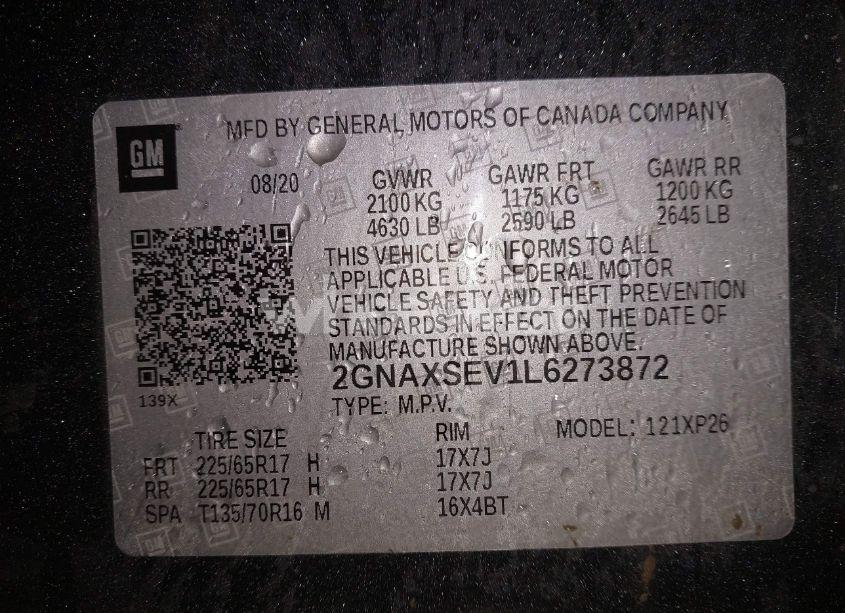 GM
MFD BY GENERAL MOTORS OF CANADA COMPANY
08/20
GVWR GAWR FRT GAWR RR
2100 KG 1175 KG 1200 KG
4630 LB 2590 LB 2645 LB
THIS VEHICLE CONFORMS TO ALL
APPLICABLE U.S. FEDERAL MOTOR
VEHICLE SAFETY AND THEFT PREVENTION
STANDARDS IN EFFECT ON THE DATE OF
MANUFACTURE SHOWN ABOVE.
2GNAXSEV1L6273872
139X
TYPE: M.P.V.
TIRE SIZE RIM MODEL: 121XP26
FRT 225/65R17 H 17X7J
RR 225/65R17 H 17X7J
SPA T135/70R16 M 16X4BT